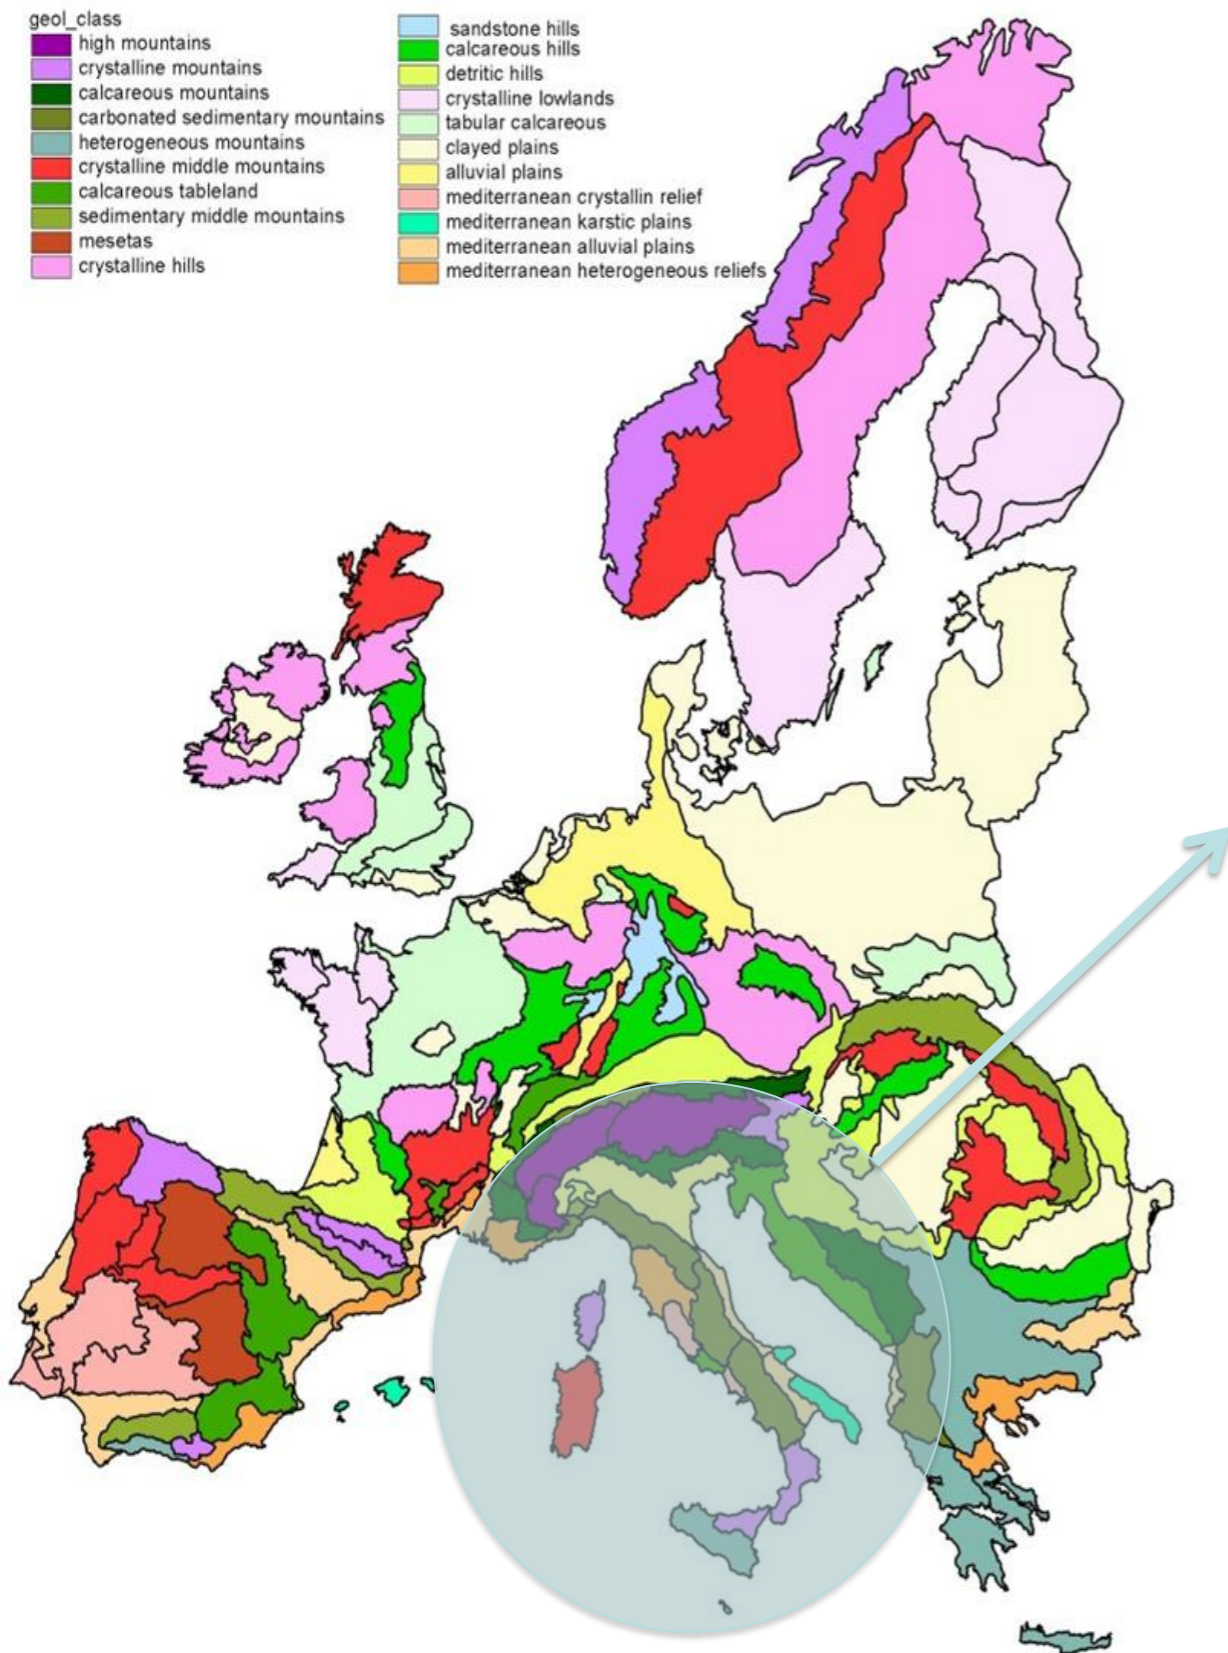 geol_class
high mountains
crystalline mountains
calcareous mountains
carbonated sedimentary mountains
heterogeneous mountains
crystalline middle mountains
calcareous tableland
sedimentary middle mountains
mesetas
crystalline hills
sandstone hills
calcareous hills
detritic hills
crystalline lowlands
tabular calcareous
clayed plains
alluvial plains
mediterranean crystallin relief
mediterranean karstic plains
mediterranean alluvial plains
mediterranean heterogeneous reliefs